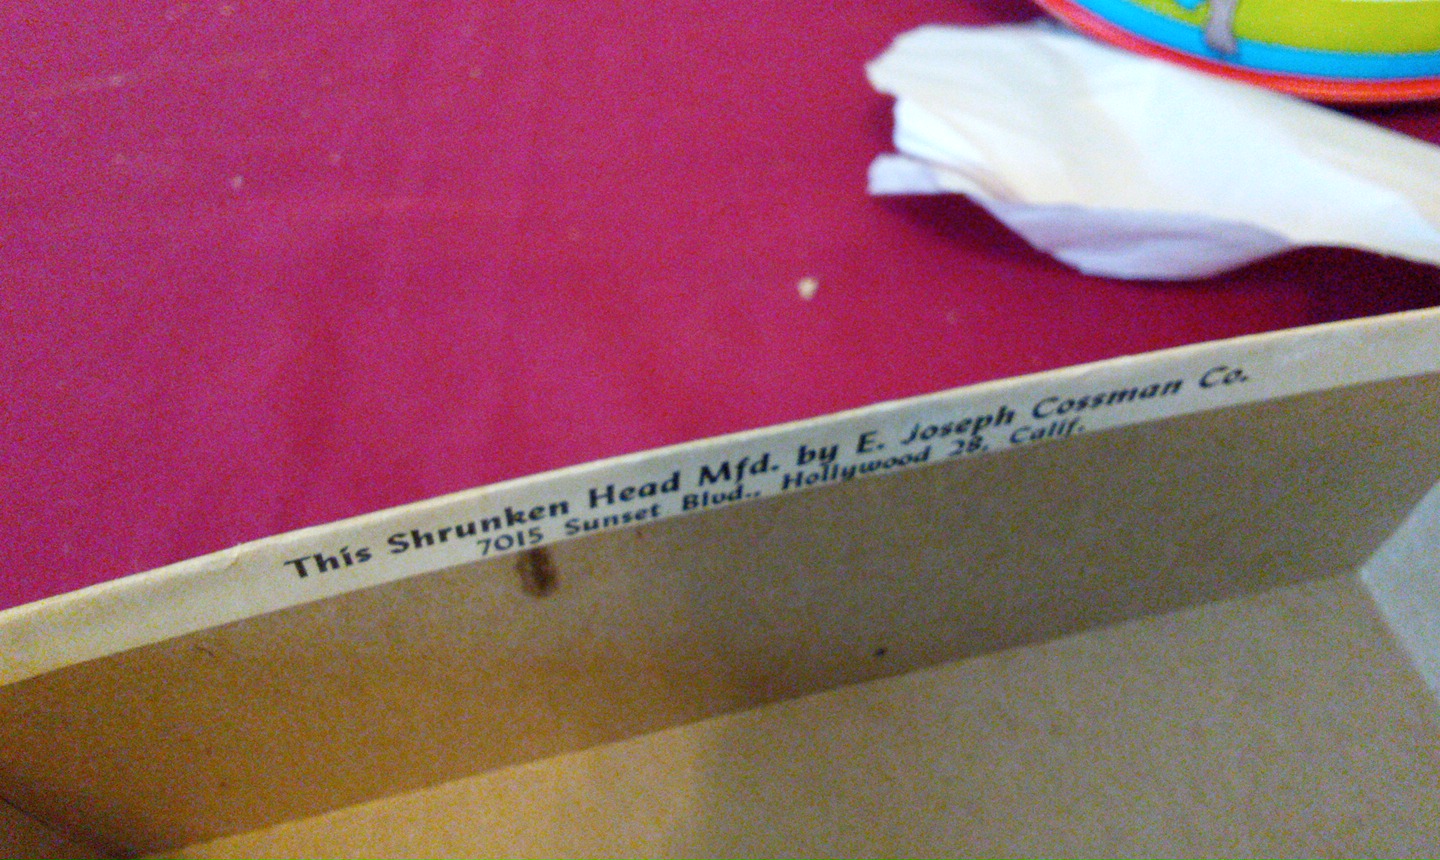 This Shrunken Head Mfd. by E. Joseph Cossman Co.
7015 Sunset Blvd., Hollywood 28, Calif.